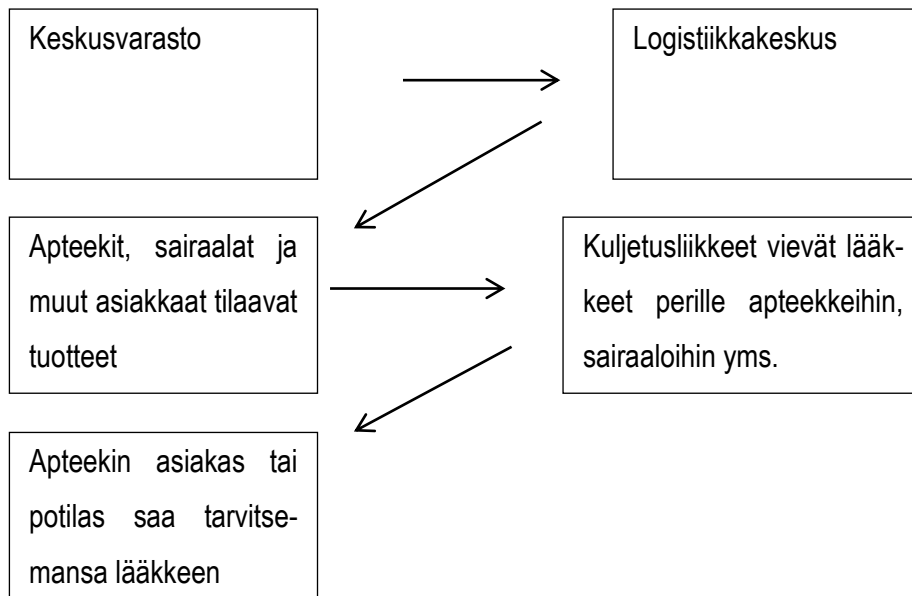 Keskusvarasto
Logistiikkakeskus
Apteekit, sairaalat ja
muut asiakkaat tilaavat
tuotteet
Kuljetusliikkeet vievät lääk-
keet perille apteekkeihin,
sairaaloihin yms.
Apteekin asiakas tai
potilas saa tarvitse-
mansa lääkkeen